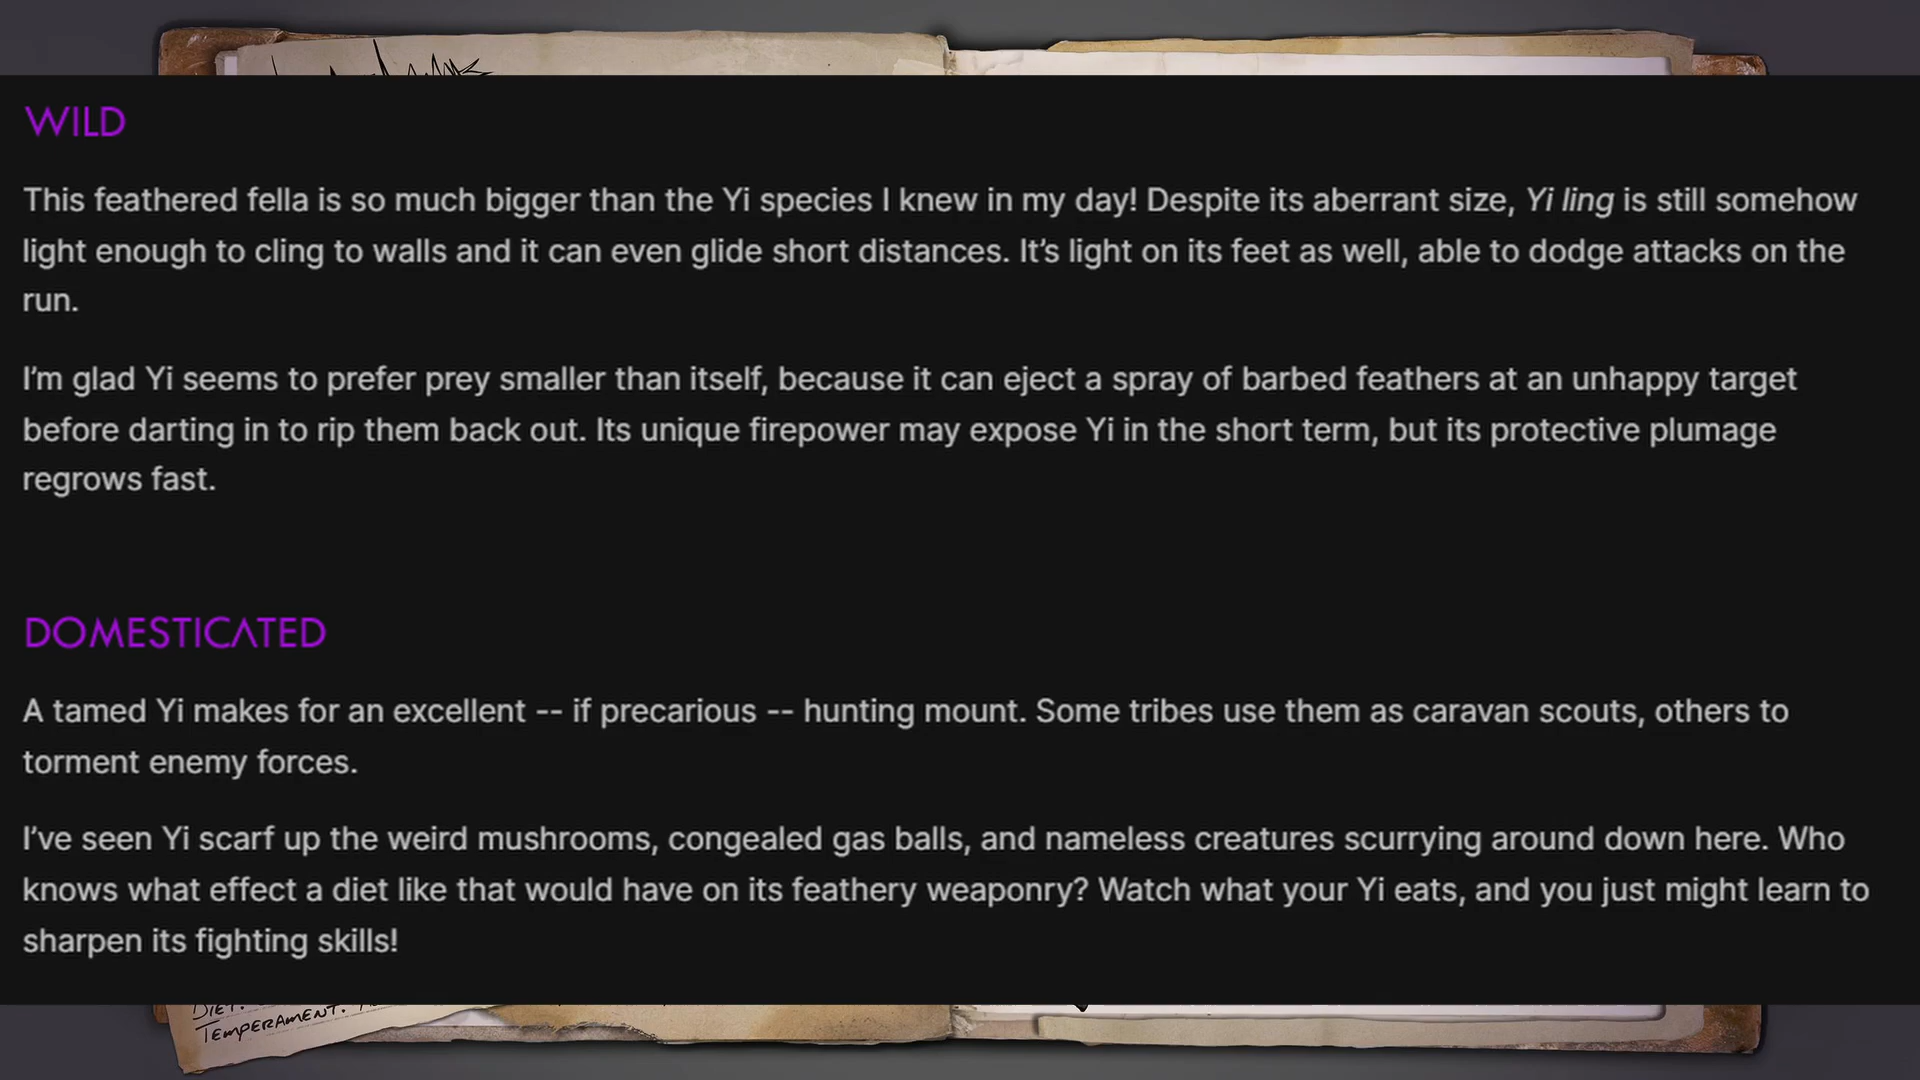 WILD
This feathered fella is so much bigger than the Yi species I knew in my day! Despite its aberrant size, Yi ling is still somehow
light enough to cling to walls and it can even glide short distances. It’s light on its feet as well, able to dodge attacks on the
run.
I’m glad Yi seems to prefer prey smaller than itself, because it can eject a spray of barbed feathers at an unhappy target
before darting in to rip them back out. Its unique firepower may expose Yi in the short term, but its protective plumage
regrows fast.
DOMESTICATED
A tamed Yi makes for an excellent -- if precarious -- hunting mount. Some tribes use them as caravan scouts, others to
torment enemy forces.
I’ve seen Yi scarf up the weird mushrooms, congealed gas balls, and nameless creatures scurrying around down here. Who
knows what effect a diet like that would have on its feathery weaponry? Watch what your Yi eats, and you just might learn to
sharpen its fighting skills!
DIET:
TEMPERAMENT: